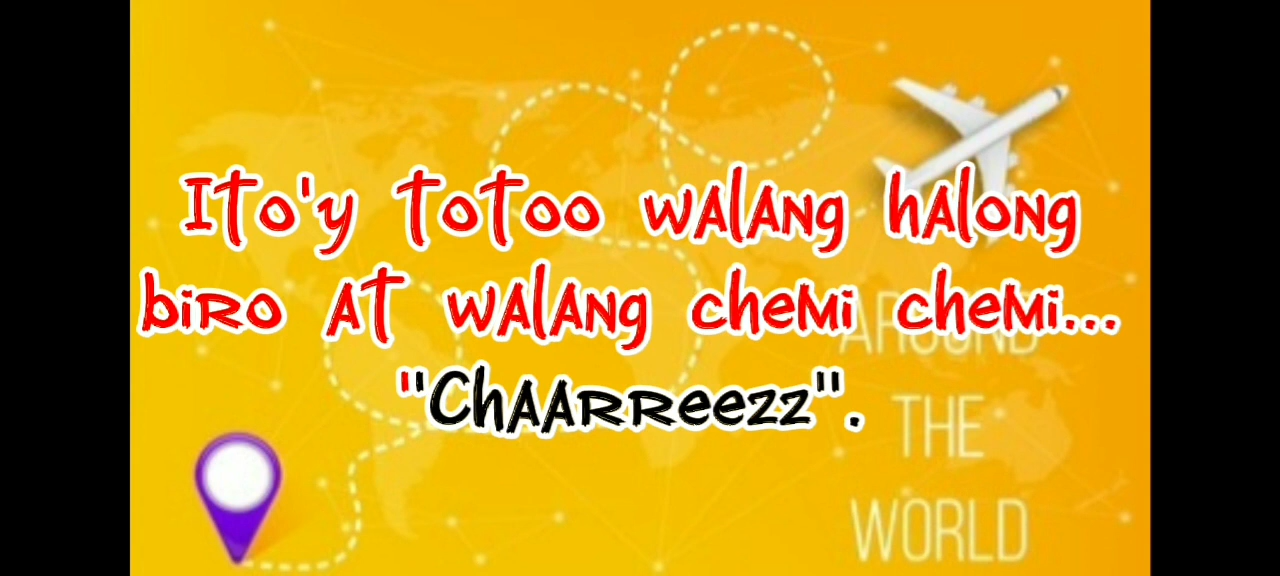 Ito'y totoo walang halong
biro at walang chemi chemi...
"Chaarreezz".
AROUND
THE
WORLD